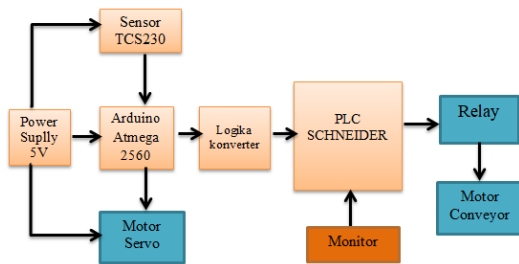 Sensor
TCS230
Power
Suplly
5V
Arduino
Atmega
2560
Logika
konverter
PLC
SCHNEIDER
Relay
Motor
Servo
Monitor
Motor
Conveyor